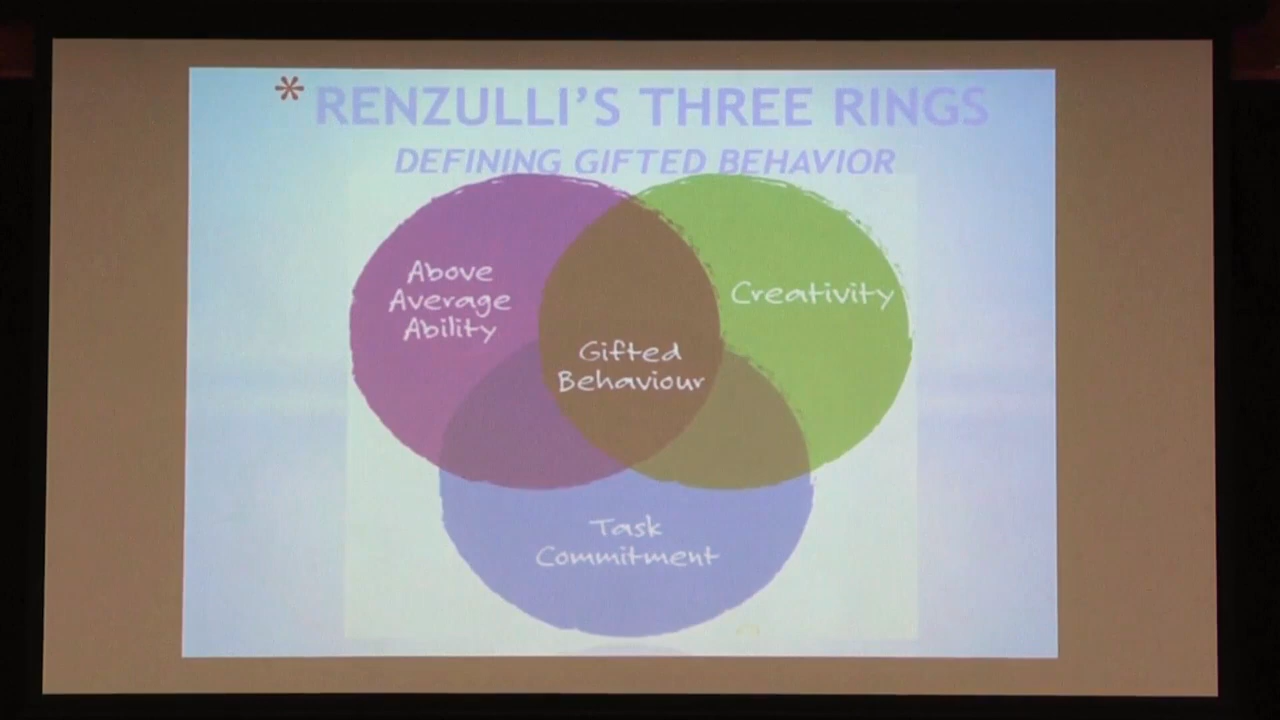 * RENZULLI'S THREE RINGS
DEFINING GIFTED BEHAVIOR
Above
Average
Ability
Creativity
Gifted
Behaviour
Task
Commitment